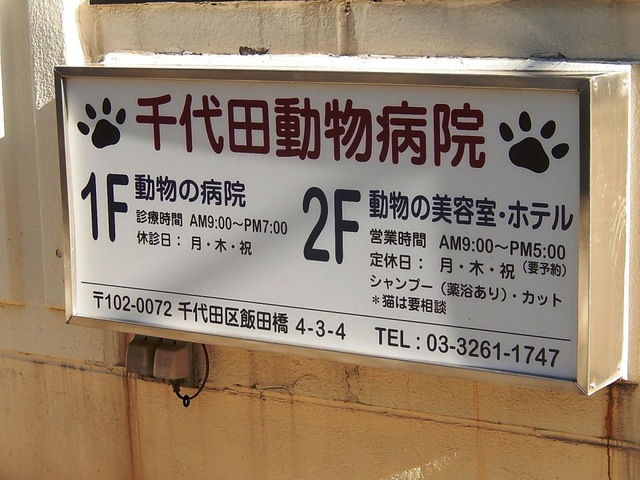 千代田動物病院
1F 動物の病院
診療時間 AM9:00〜PM7:00
休診日： 月・木・祝
2F 動物の美容室・ホテル
営業時間 AM9:00〜PM5:00
定休日： 月・木・祝（要予約）
シャンプー（薬浴あり）・カット
＊猫は要相談
〒102-0072 千代田区飯田橋 4-3-4 TEL：03-3261-1747